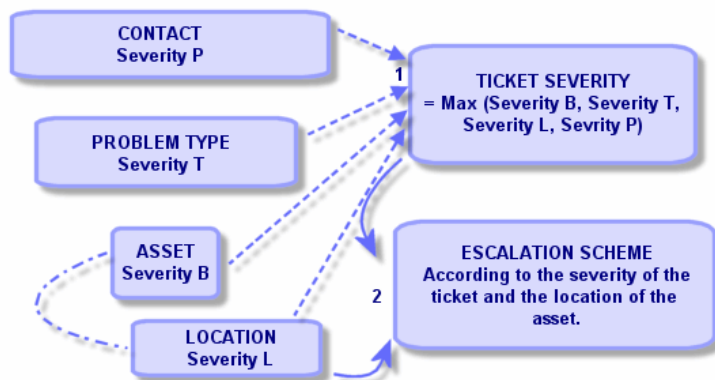 CONTACT
Severity P
1
TICKET SEVERITY
= Max (Severity B, Severity T,
Severity L, Sevrity P)
PROBLEM TYPE
Severity T
ASSET
Severity B
2
ESCALATION SCHEME
According to the severity of the
ticket and the location of the
asset.
LOCATION
Severity L